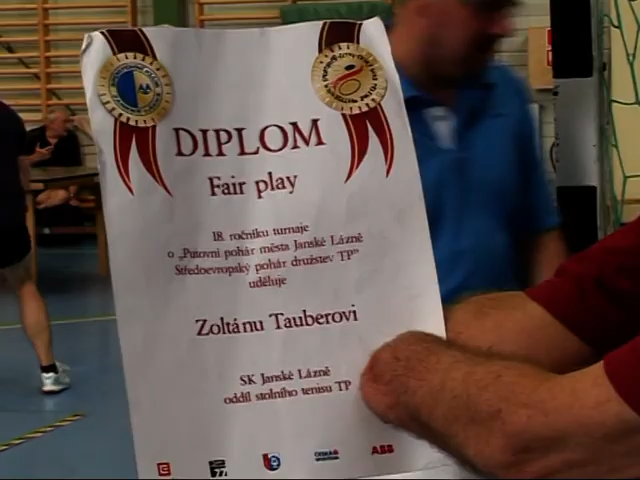 DIPLOM
Fair play
18. ročníku turnaje
o „Putovní pohár města Janské Lázně
Středoevropský pohár družstev TP"
uděluje
Zoltánu Tauberovi
SK Janské Lázně
oddíl stolního tenisu TP
ABB